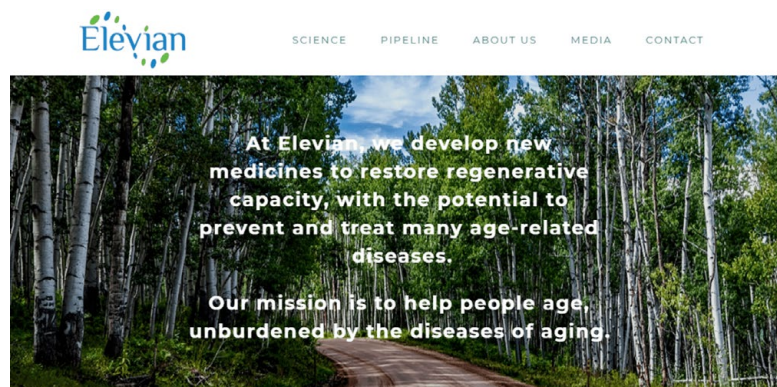 Elevian
SCIENCE PIPELINE ABOUT US MEDIA CONTACT
At Elevian, we develop new
medicines to restore regenerative
capacity, with the potential to
prevent and treat many age-related
diseases.
Our mission is to help people age,
unburdened by the diseases of aging.